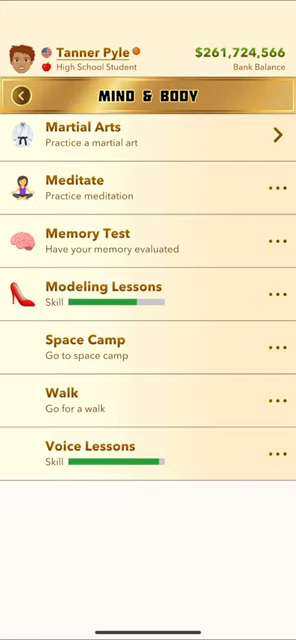 Tanner Pyle
$261,724,566
High School Student
Bank Balance
MIND & BODY
Martial Arts
Practice a martial art
Meditate
Practice meditation
Memory Test
Have your memory evaluated
Modeling Lessons
Skill
Space Camp
Go to space camp
Walk
Go for a walk
Voice Lessons
Skill